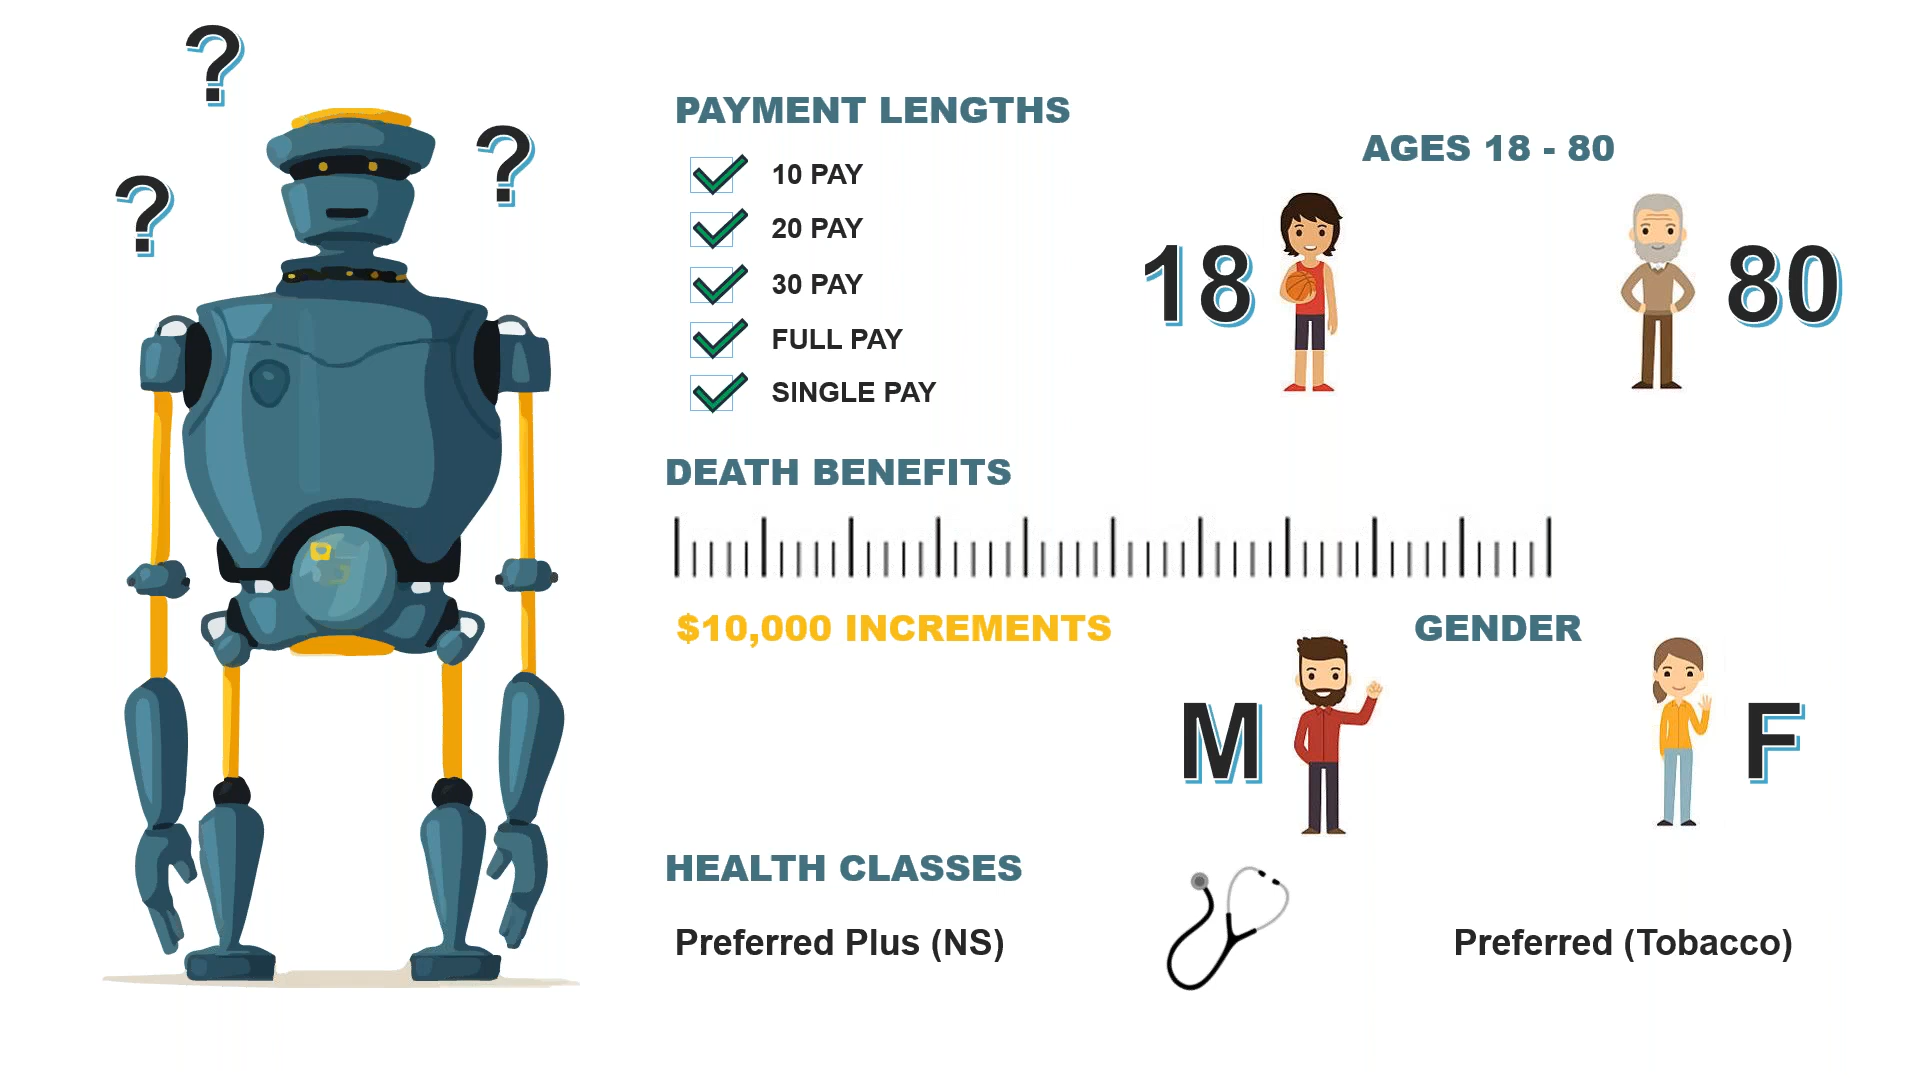 ?
?
?
PAYMENT LENGTHS
10 PAY
20 PAY
30 PAY
FULL PAY
SINGLE PAY
AGES 18 - 80
18
80
DEATH BENEFITS
$10,000 INCREMENTS
GENDER
M
F
HEALTH CLASSES
Preferred Plus (NS)
Preferred (Tobacco)